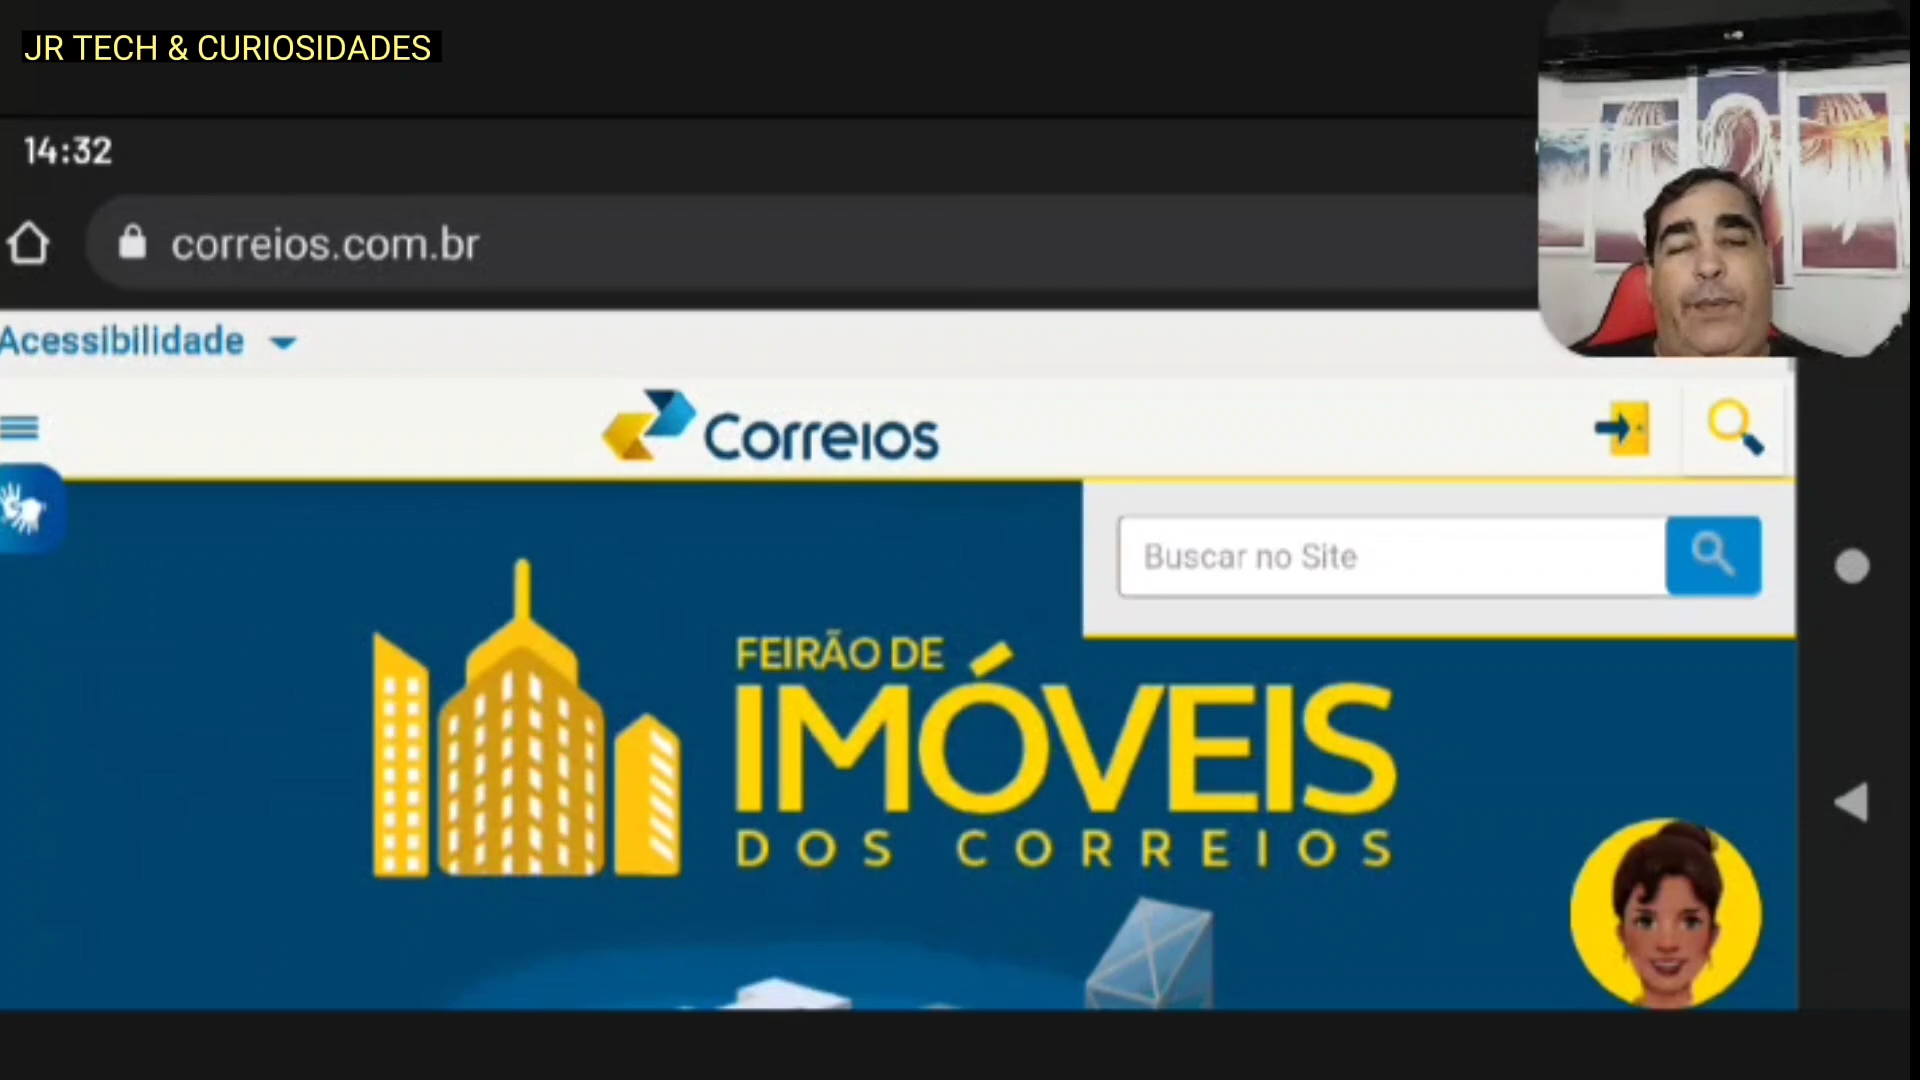 JR TECH & CURIOSIDADES
14:32
correios.com.br
Acessibilidade
Correios
Buscar no Site
FEIRÃO DE
IMÓVEIS
DOS CORREIOS